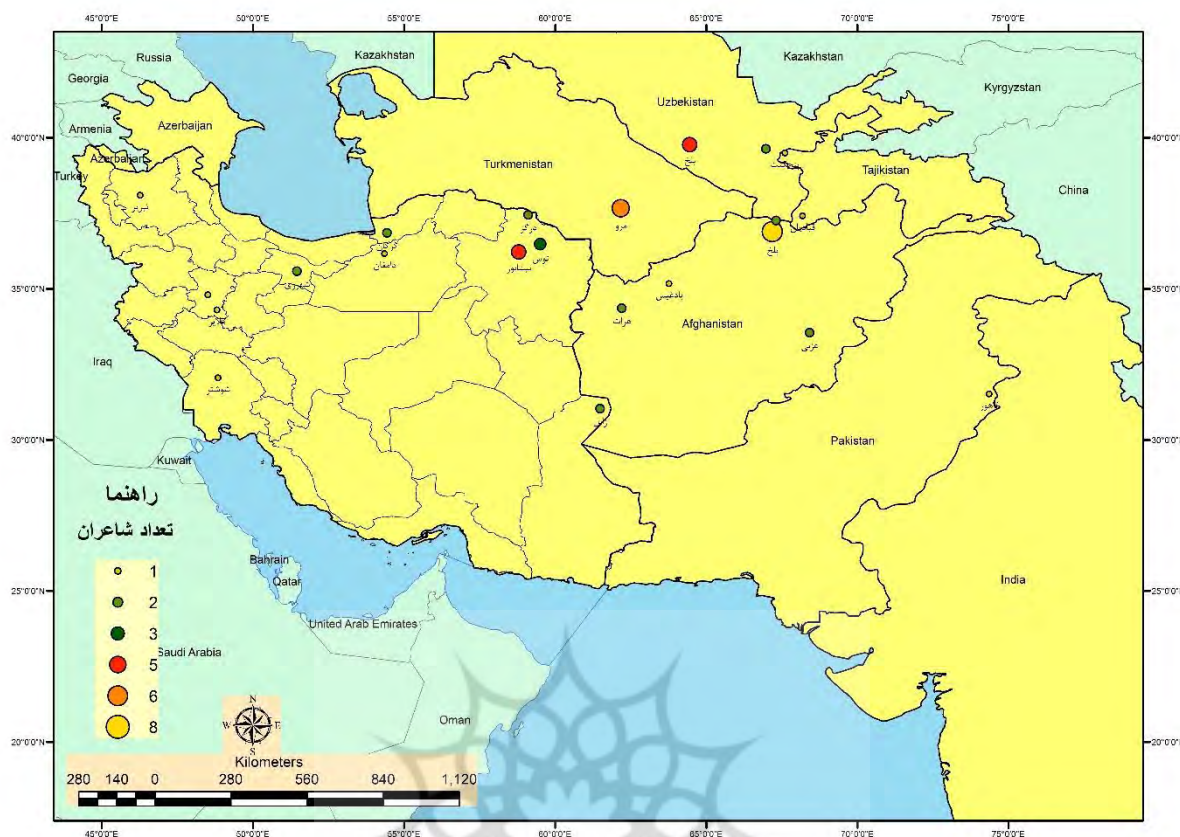 45°0'0"E 50°0'0"E 55°0'0"E 60°0'0"E 65°0'0"E 70°0'0"E 75°0'0"E
Russia
Kazakhstan
Kazakhstan
Georgia
Kyrgyzstan
Uzbekistan
Armenia
Azerbaijan
40°0'0"N
40°0'0"N
Azerbaijan
Turkmenistan
Tajikistan
Turkey
China
درگز
مرو
توس
نیشابور
دامغان
بلخ
بادغیس
35°0'0"N
35°0'0"N
هرات
Afghanistan
Iraq
شوشتر
لاهور
30°0'0"N
30°0'0"N
Pakistan
Kuwait
راهنما
تعداد شاعران
Bahrain
Qatar
India
1
2
3
5
6
8
25°0'0"N
25°0'0"N
United Arab Emirates
Saudi Arabia
Oman
N
W E
S
20°0'0"N
20°0'0"N
Kilometers
280 140 0 280 560 840 1,120
45°0'0"E 50°0'0"E 55°0'0"E 60°0'0"E 65°0'0"E 70°0'0"E 75°0'0"E